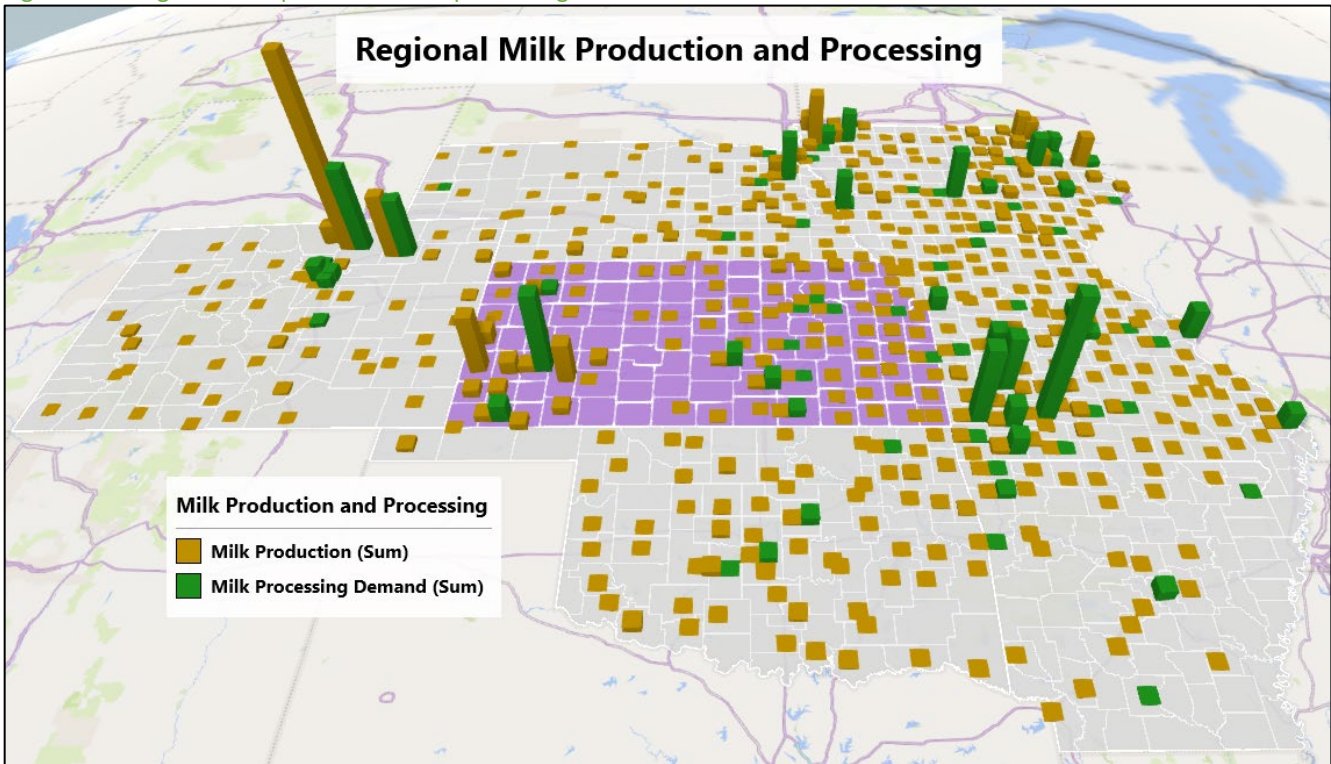 Regional Milk Production and Processing
Milk Production and Processing
Milk Production (Sum)
Milk Processing Demand (Sum)